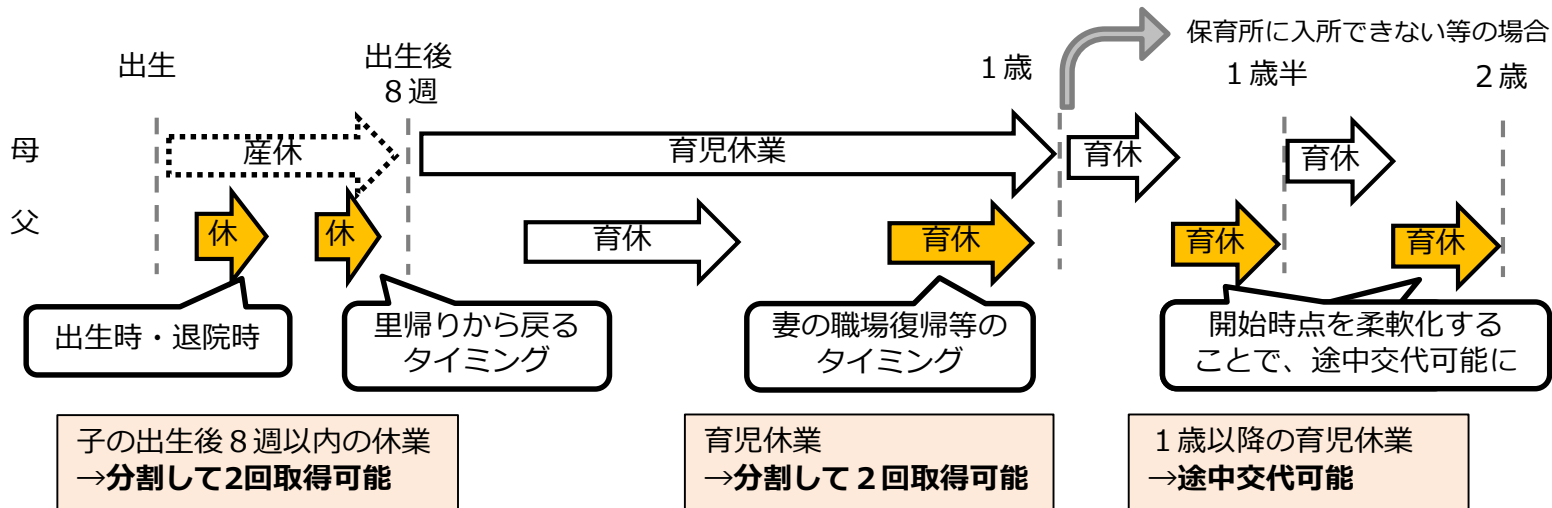 保育所に入所できない等の場合
出生
出生後
８週
１歳
１歳半
２歳
母
産休
育児休業
育休
育休
父
休
休
育休
育休
育休
育休
出生時・退院時
里帰りから戻る
タイミング
妻の職場復帰等の
タイミング
開始時点を柔軟化する
ことで、途中交代可能に
子の出生後８週以内の休業
→分割して2回取得可能
育児休業
→分割して２回取得可能
１歳以降の育児休業
→途中交代可能